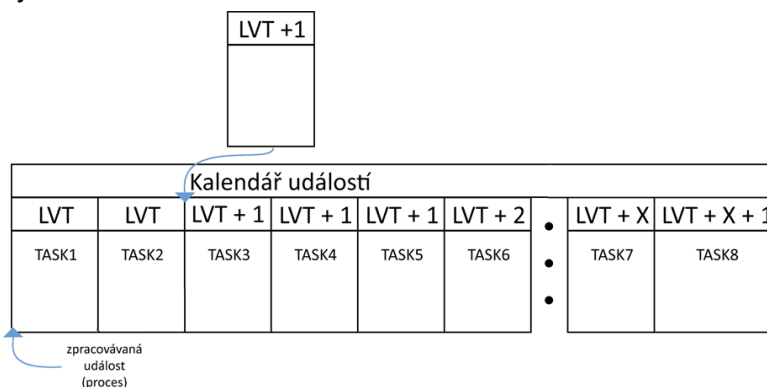 LVT +1
Kalendář událostí
LVT LVT LVT + 1 LVT + 1 LVT + 1 LVT + 2 LVT + X LVT + X + 1
TASK1 TASK2 TASK3 TASK4 TASK5 TASK6 TASK7 TASK8
zpracovávaná
událost
(proces)